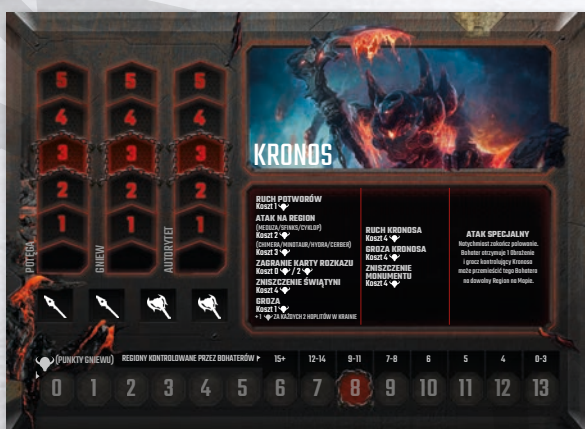 KRONOS
5 5 5
4 4 4
3 3 3
2 2 2
1 1 1
POTĘGA
GNIEW
AUTORYTET
RUCH POTWORÓW
Koszt 1
ATAK NA REGION
(MEDUZA/SFINKS/CYKLOP)
Koszt 2
(CHIMERA/MINOTAUR/HYDRA/CERBER)
Koszt 3
ZAGRANIE KARTY ROZKAZU
Koszt 0 / 2
ZNISZCZENIE ŚWIĄTYNI
Koszt 4
GROZA
Koszt 1
+ 1 ZA KAŻDYCH 2 HOPLITÓW W KRAINIE
RUCH KRONOSA
Koszt 4
GROZA KRONOSA
Koszt 4
ZNISZCZENIE
MONUMENTU
Koszt 4
ATAK SPECJALNY
Natychmiast zakończ polowanie.
Bohater otrzymuje 1 Obrażenie
i gracz kontrolujący Kronosa
może przemieścić tego Bohatera
na dowolny Region na Mapie.
(PUNKTY GNIEWU) REGIONY KONTROLOWANE PRZEZ BOHATERÓW 15+ 12-14 9-11 7-8 6 5 4 0-3
0 1 2 3 4 5 6 7 8 9 10 11 12 13